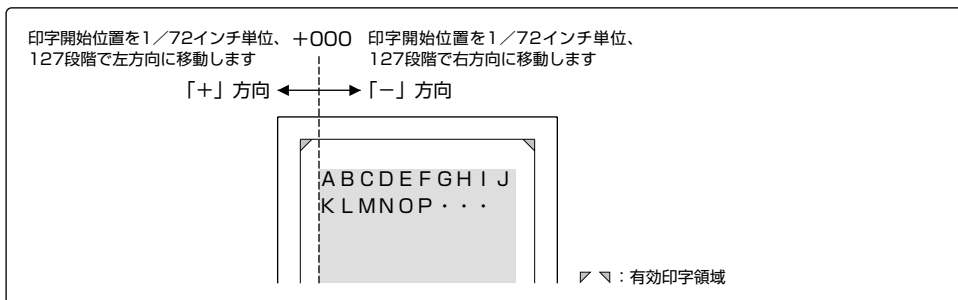 印字開始位置を1／72インチ単位、
127段階で左方向に移動します
+000
印字開始位置を1／72インチ単位、
127段階で右方向に移動します
「＋」方向
「－」方向
ABCDEFGHIJ
KLMNOP・・・
：有効印字領域